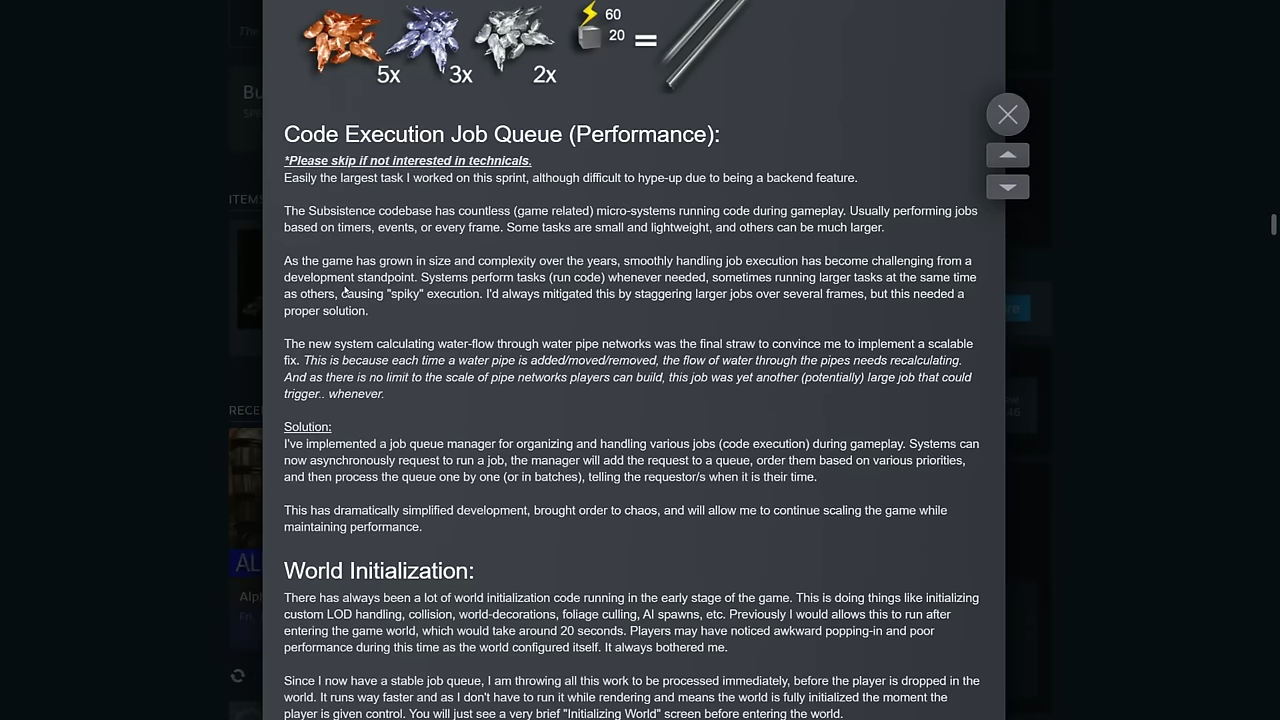 60
20
5x 3x 2x
Code Execution Job Queue (Performance):
*Please skip if not interested in technicals.
Easily the largest task I worked on this sprint, although difficult to hype-up due to being a backend feature.
The Subsistence codebase has countless (game related) micro-systems running code during gameplay. Usually performing jobs
based on timers, events, or every frame. Some tasks are small and lightweight, and others can be much larger.
As the game has grown in size and complexity over the years, smoothly handling job execution has become challenging from a
development standpoint. Systems perform tasks (run code) whenever needed, sometimes running larger tasks at the same time
as others, causing "spiky" execution. I'd always mitigated this by staggering larger jobs over several frames, but this needed a
proper solution.
The new system calculating water-flow through water pipe networks was the final straw to convince me to implement a scalable
fix. This is because each time a water pipe is added/moved/removed, the flow of water through the pipes needs recalculating.
And as there is no limit to the scale of pipe networks players can build, this job was yet another (potentially) large job that could
trigger.. whenever.
Solution:
I've implemented a job queue manager for organizing and handling various jobs (code execution) during gameplay. Systems can
now asynchronously request to run a job, the manager will add the request to a queue, order them based on various priorities,
and then process the queue one by one (or in batches), telling the requestor/s when it is their time.
This has dramatically simplified development, brought order to chaos, and will allow me to continue scaling the game while
maintaining performance.
World Initialization:
There has always been a lot of world initialization code running in the early stage of the game. This is doing things like initializing
custom LOD handling, collision, world-decorations, foliage culling, AI spawns, etc. Previously I would allows this to run after
entering the game world, which would take around 20 seconds. Players may have noticed awkward popping-in and poor
performance during this time as the world configured itself. It always bothered me.
Since I now have a stable job queue, I am throwing all this work to be processed immediately, before the player is dropped in the
world. It runs way faster and as I don't have to run it while rendering and means the world is fully initialized the moment the
player is given control. You will just see a very brief "Initializing World" screen before entering the world.